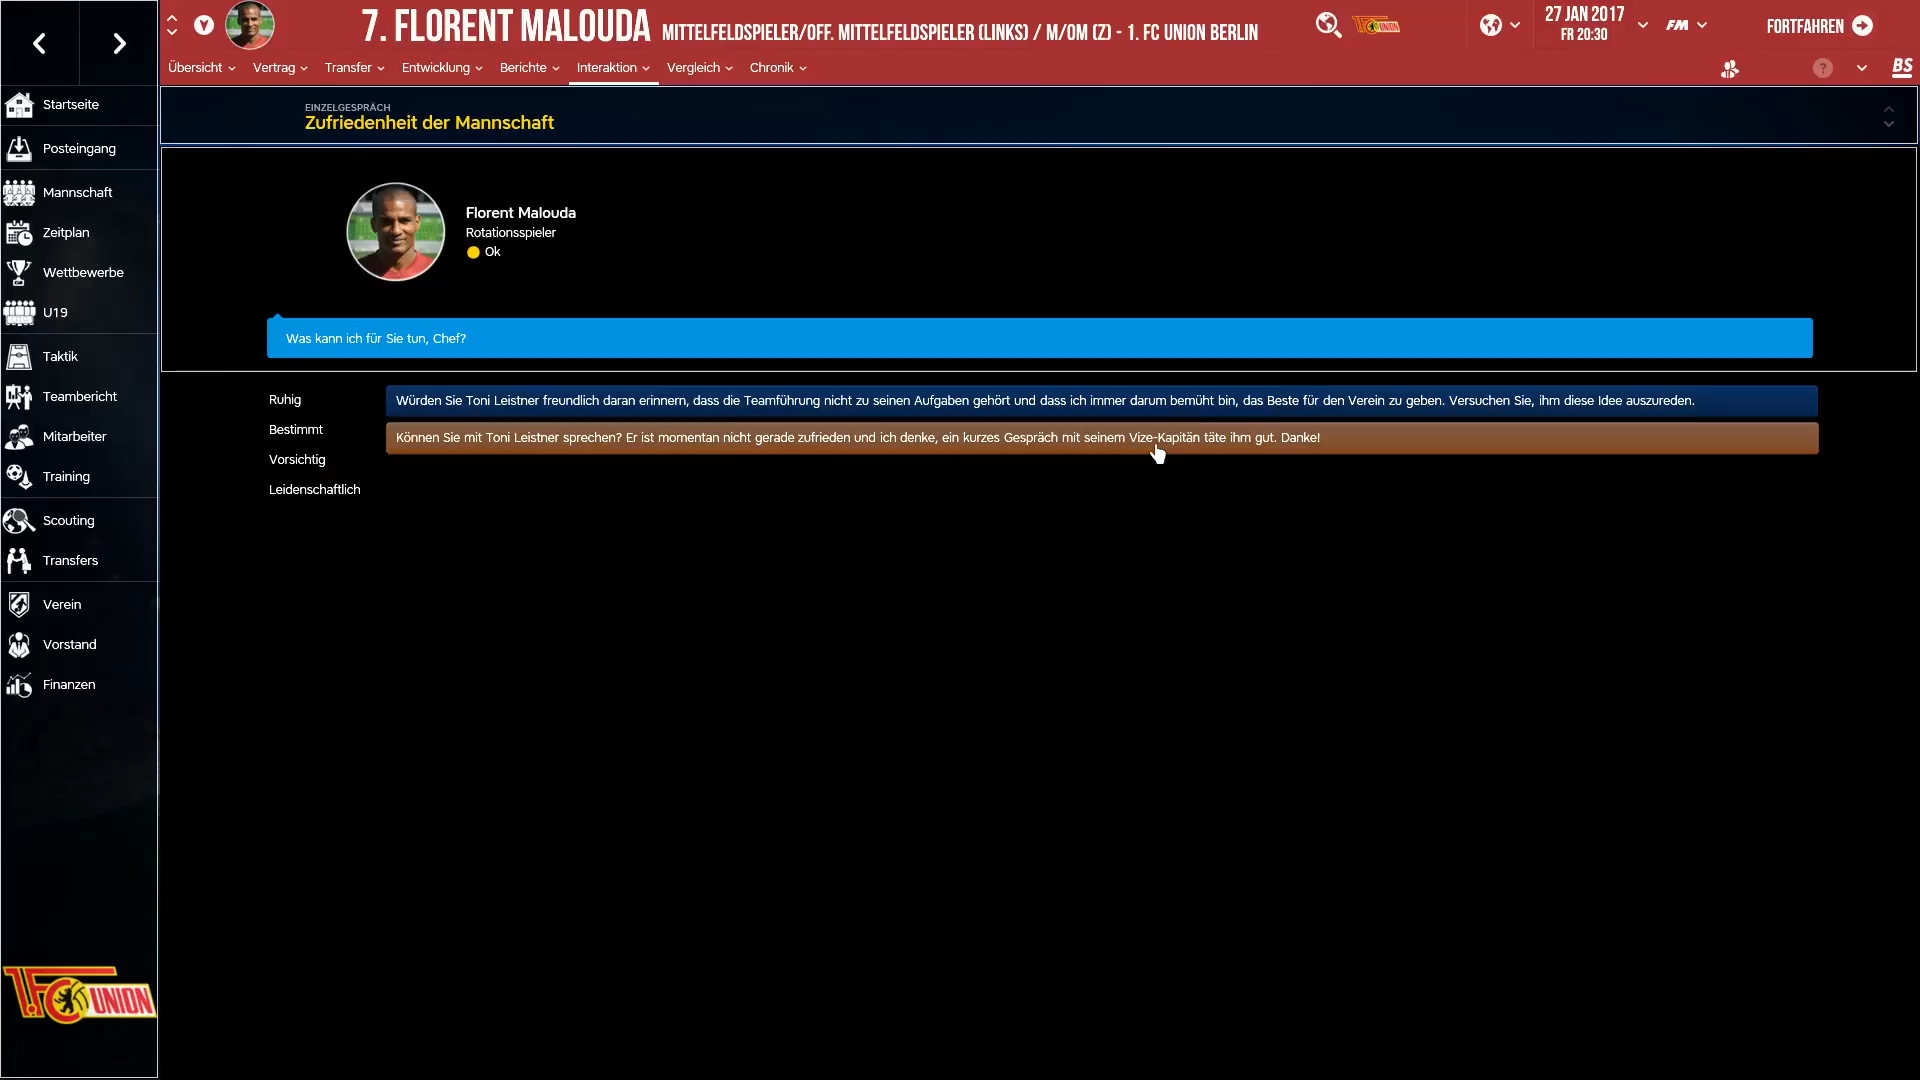 7. FLORENT MALOUDA MITTELFELDSPIELER/OFF. MITTELFELDSPIELER (LINKS) / M/OM (Z) - 1. FC UNION BERLIN
27 JAN 2017
FR 20:30
FM
FORTFAHREN
Übersicht
Vertrag
Transfer
Entwicklung
Berichte
Interaktion
Vergleich
Chronik
?
BS
Startseite
Posteingang
Mannschaft
Zeitplan
Wettbewerbe
U19
Taktik
Teambericht
Mitarbeiter
Training
Scouting
Transfers
Verein
Vorstand
Finanzen
1.FC UNION
EINZELGESPRÄCH
Zufriedenheit der Mannschaft
Florent Malouda
Rotationsspieler
Ok
Was kann ich für Sie tun, Chef?
Ruhig
Bestimmt
Vorsichtig
Leidenschaftlich
Würden Sie Toni Leistner freundlich daran erinnern, dass die Teamführung nicht zu seinen Aufgaben gehört und dass ich immer darum bemüht bin, das Beste für den Verein zu geben. Versuchen Sie, ihm diese Idee auszureden.
Können Sie mit Toni Leistner sprechen? Er ist momentan nicht gerade zufrieden und ich denke, ein kurzes Gespräch mit seinem Vize-Kapitän täte ihm gut. Danke!